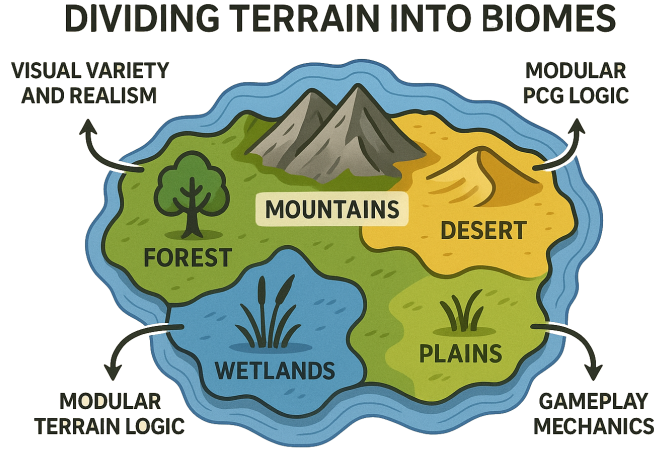 DIVIDING TERRAIN INTO BIOMES
VISUAL VARIETY
AND REALISM
MODULAR
PCG LOGIC
MOUNTAINS
DESERT
FOREST
WETLANDS
PLAINS
MODULAR
TERRAIN LOGIC
GAMEPLAY
MECHANICS